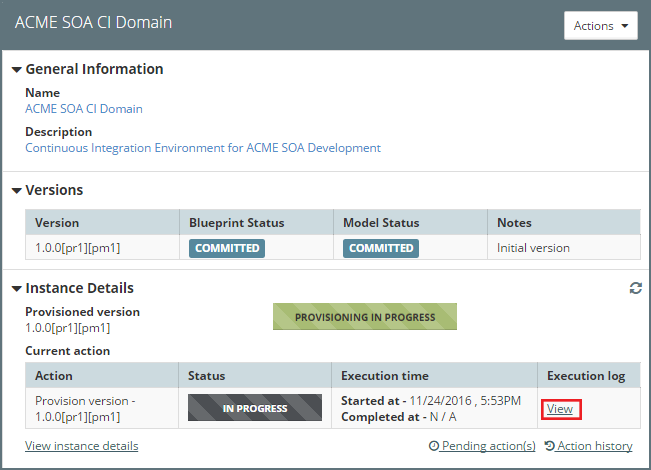 ACME SOA CI Domain
Actions
General Information
Name
ACME SOA CI Domain
Description
Continuous Integration Environment for ACME SOA Development
Versions
Version Blueprint Status Model Status Notes
1.0.0[pr1][pm1] COMMITTED COMMITTED Initial version
Instance Details
Provisioned version
1.0.0[pr1][pm1]
PROVISIONING IN PROGRESS
Current action
Action Status Execution time Execution log
Provision version -
1.0.0[pr1][pm1]
IN PROGRESS
Started at - 11/24/2016 , 5:53PM
Completed at - N / A
View
View instance details Pending action(s) Action history